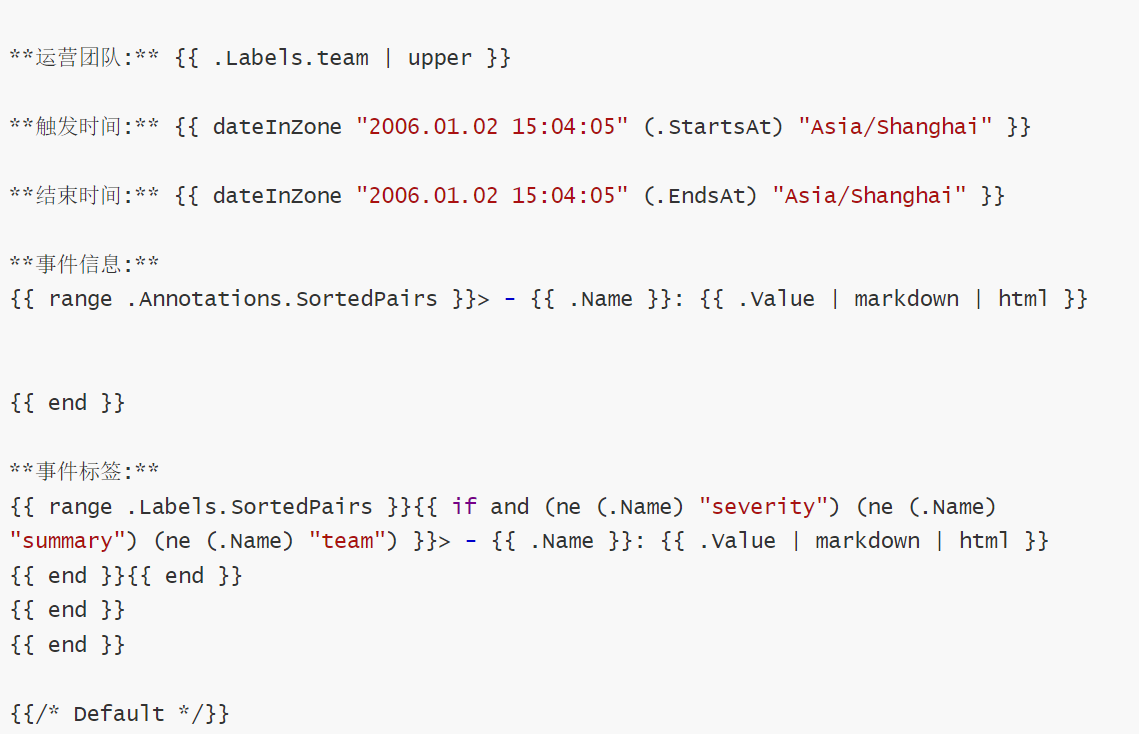 **运营团队:** {{ .Labels.team | upper }}
**触发时间:** {{ dateInZone "2006.01.02 15:04:05" (.StartsAt) "Asia/Shanghai" }}
**结束时间:** {{ dateInZone "2006.01.02 15:04:05" (.EndsAt) "Asia/Shanghai" }}
**事件信息:**
{{ range .Annotations.SortedPairs }}> - {{ .Name }}: {{ .Value | markdown | html }}
{{ end }}
**事件标签:**
{{ range .Labels.SortedPairs }}{{ if and (ne (.Name) "severity") (ne (.Name)
"summary") (ne (.Name) "team") }}> - {{ .Name }}: {{ .Value | markdown | html }}
{{ end }}{{ end }}
{{ end }}
{{ end }}
{{/* Default */}}